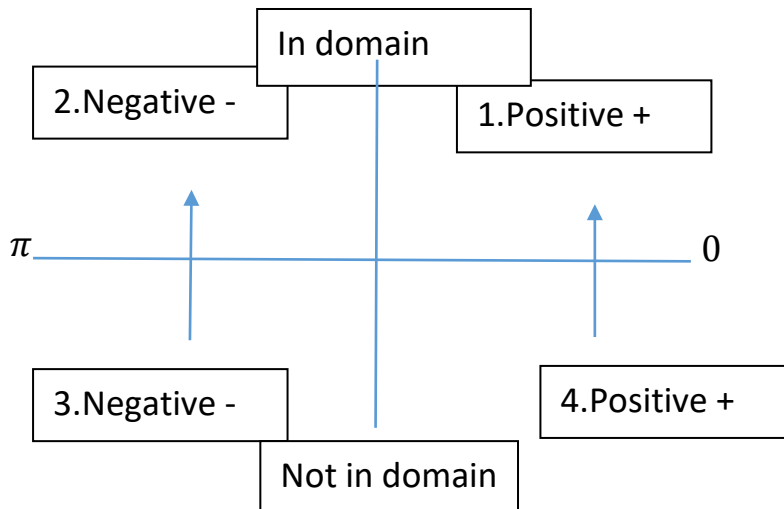 In domain
2.Negative -
1.Positive +
π
0
3.Negative -
4.Positive +
Not in domain